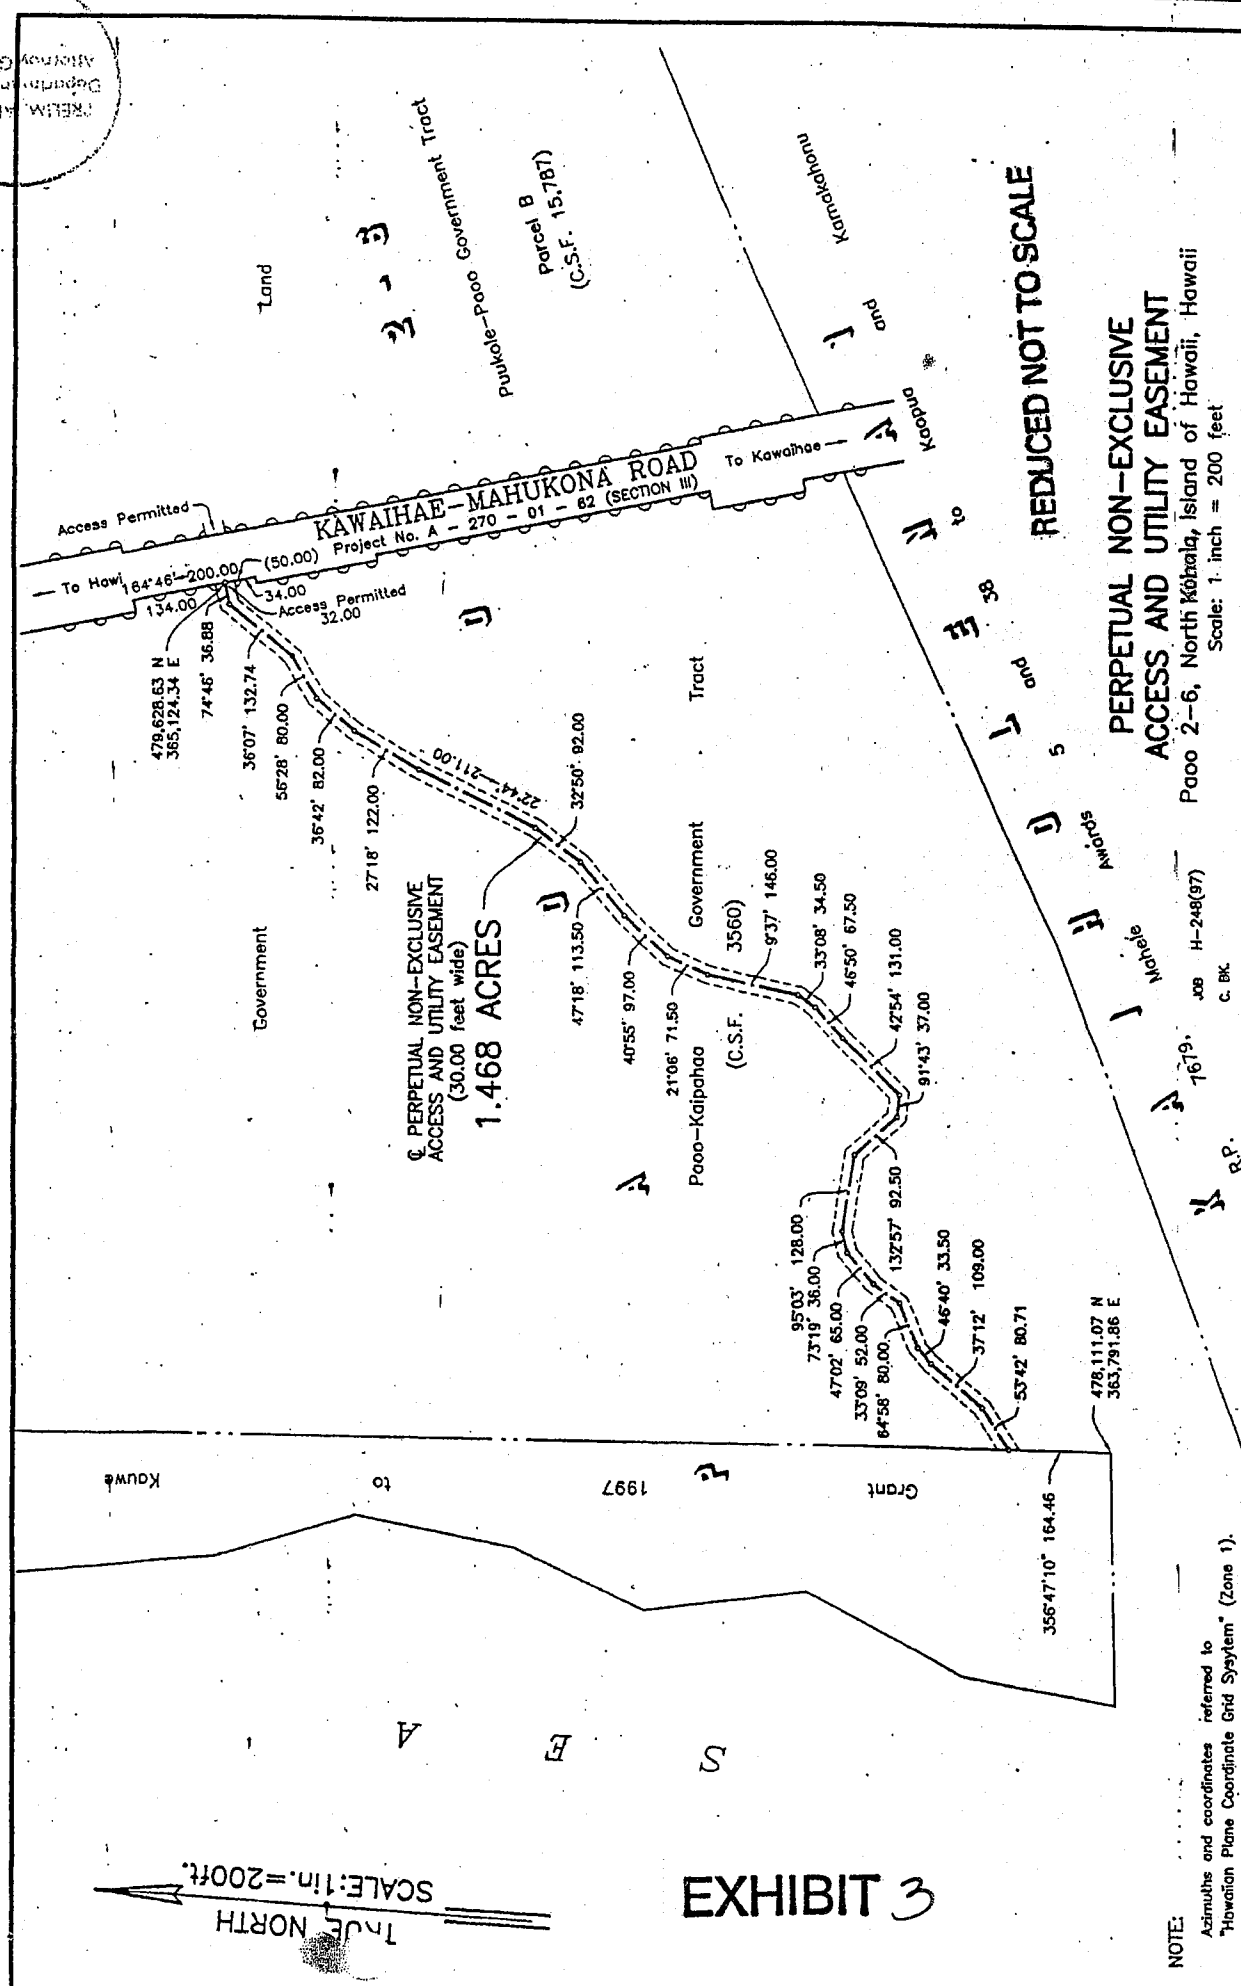 Land
Puukole-Paoo Government Tract
Parcel B
(C.S.F. 15,787)
Kamakahonu
and
Kaapua
to
38
and
5
Awards
Mahele
7679,
R.P.
Access Permitted
KAWAIHAE-MAHUKONA ROAD
Project No. A - 270 - 01 - 62 (SECTION III)
To Kawaihae
To Hawi
164°46'-200.00
(50.00)
134.00
34.00
Access Permitted
32.00
479,628.63 N
365,124.34 E
74°46' 36.88
36°07' 132.74
56°28' 80.00
36°42' 82.00
27°18' 122.00
22°44'-211.00
32°50' 92.00
47°18' 113.50
40°55' 97.00
21°06' 71.50
9°37' 146.00
33°08' 34.50
46°50' 67.50
42°54' 131.00
91°43' 37.00
132°57' 92.50
95°03' 128.00
73°19' 36.00
47°02' 65.00
33°09' 52.00
64°58' 80.00
46°40' 33.50
37°12' 109.00
53°42' 80.71
478,111.07 N
363,791.86 E
356°47'10" 164.46
Government
℄ PERPETUAL NON-EXCLUSIVE
ACCESS AND UTILITY EASEMENT
(30.00 feet wide)
1.468 ACRES
Paoo-Kaipahaa Government Tract
(C.S.F. 3560)
Grant 1997 to Kauwe
S E A
TRUE NORTH
SCALE:1in.=200ft.
EXHIBIT 3
REDUCED NOT TO SCALE
PERPETUAL NON-EXCLUSIVE
ACCESS AND UTILITY EASEMENT
Paoo 2-6, North Kohala, Island of Hawaii, Hawaii
Scale: 1 inch = 200 feet
JOB H-248(97)
C. BK.
NOTE:
Azimuths and coordinates referred to
"Hawaiian Plane Coordinate Grid Sysytem" (Zone 1).